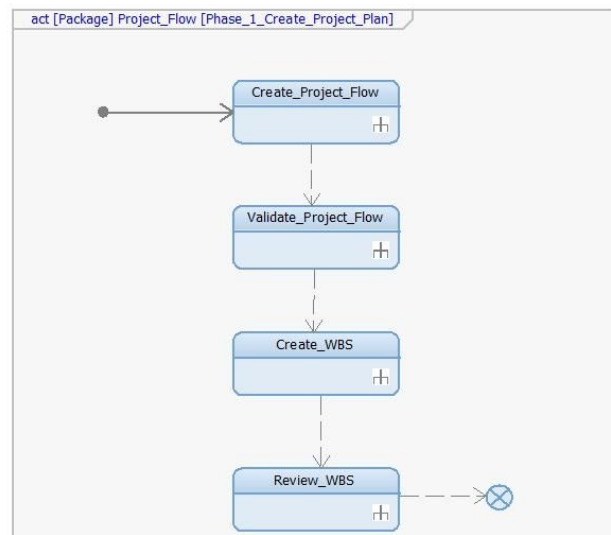 act [Package] Project_Flow [Phase_1_Create_Project_Plan]
Create_Project_Flow
Validate_Project_Flow
Create_WBS
Review_WBS